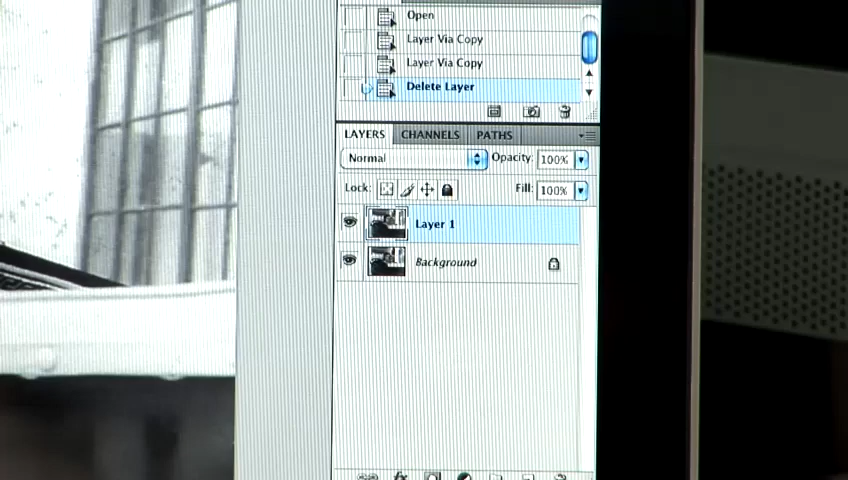 Open
Layer Via Copy
Layer Via Copy
Delete Layer
LAYERS CHANNELS PATHS
Normal Opacity: 100%
Lock: Fill: 100%
Layer 1
Background
fx